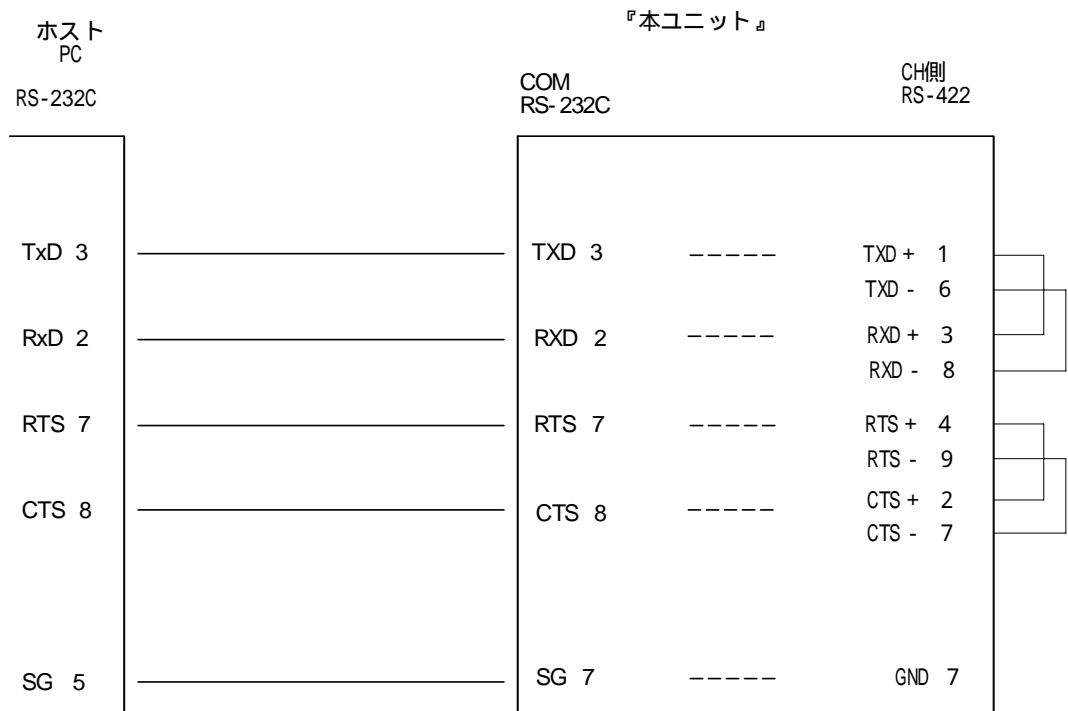 『本ユニット』
ホスト
PC
RS-232C
COM
RS-232C
CH側
RS-422
TxD 3
TXD 3
-----
TXD + 1
TXD - 6
RxD 2
RXD 2
-----
RXD + 3
RXD - 8
RTS 7
RTS 7
-----
RTS + 4
RTS - 9
CTS 8
CTS 8
-----
CTS + 2
CTS - 7
SG 5
SG 7
-----
GND 7